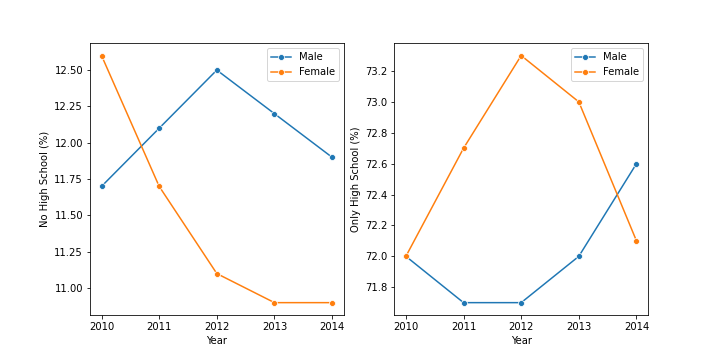 Male
Female
12.50
12.25
12.00
11.75
11.50
11.25
11.00
No High School (%)
2010 2011 2012 2013 2014
Year
Male
Female
73.2
73.0
72.8
72.6
72.4
72.2
72.0
71.8
Only High School (%)
2010 2011 2012 2013 2014
Year